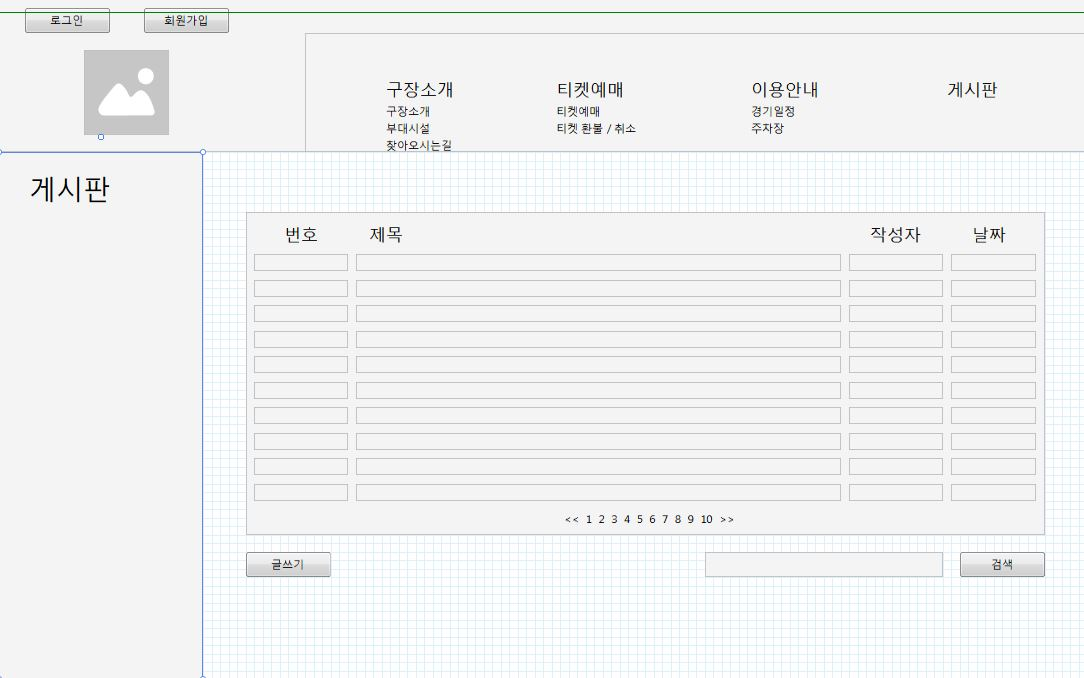 로그인 회원가입
구장소개 티켓예매 이용안내 게시판
구장소개 티켓예매 경기일정
부대시설 티켓 환불 / 취소 주차장
찾아오시는길
게시판
번호 제목 작성자 날짜
<< 1 2 3 4 5 6 7 8 9 10 >>
글쓰기 검색